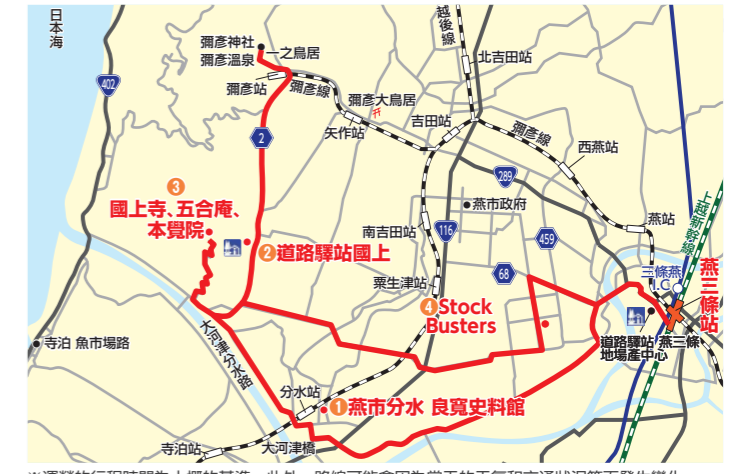 日本海
越後線
彌彥神社
彌彥溫泉
一之鳥居
北吉田站
402
彌彥站
彌彥線
彌彥大鳥居
吉田站
矢作站
彌彥線
2
西燕站
289
3
國上寺、五合庵、
本覺院
燕市政府
上越新幹線
燕站
116
南吉田站
459
2 道路驛站國上
68
三條燕
I.C
燕三條站
粟生津站
4 Stock
Busters
大河津分水路
道路驛站 燕三條
地場產中心
寺泊 魚市場路
分水站
1 燕市分水 良寬史料館
寺泊站
大河津橋